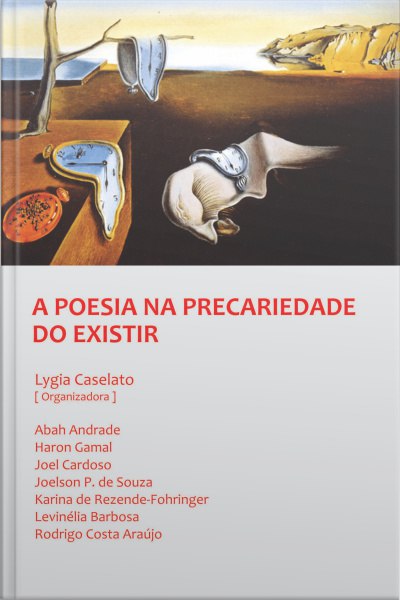 A POESIA NA PRECARIEDADE
DO EXISTIR
Lygia Caselato
[ Organizadora ]
Abah Andrade
Haron Gamal
Joel Cardoso
Joelson P. de Souza
Karina de Rezende-Fohringer
Levinélia Barbosa
Rodrigo Costa Araújo